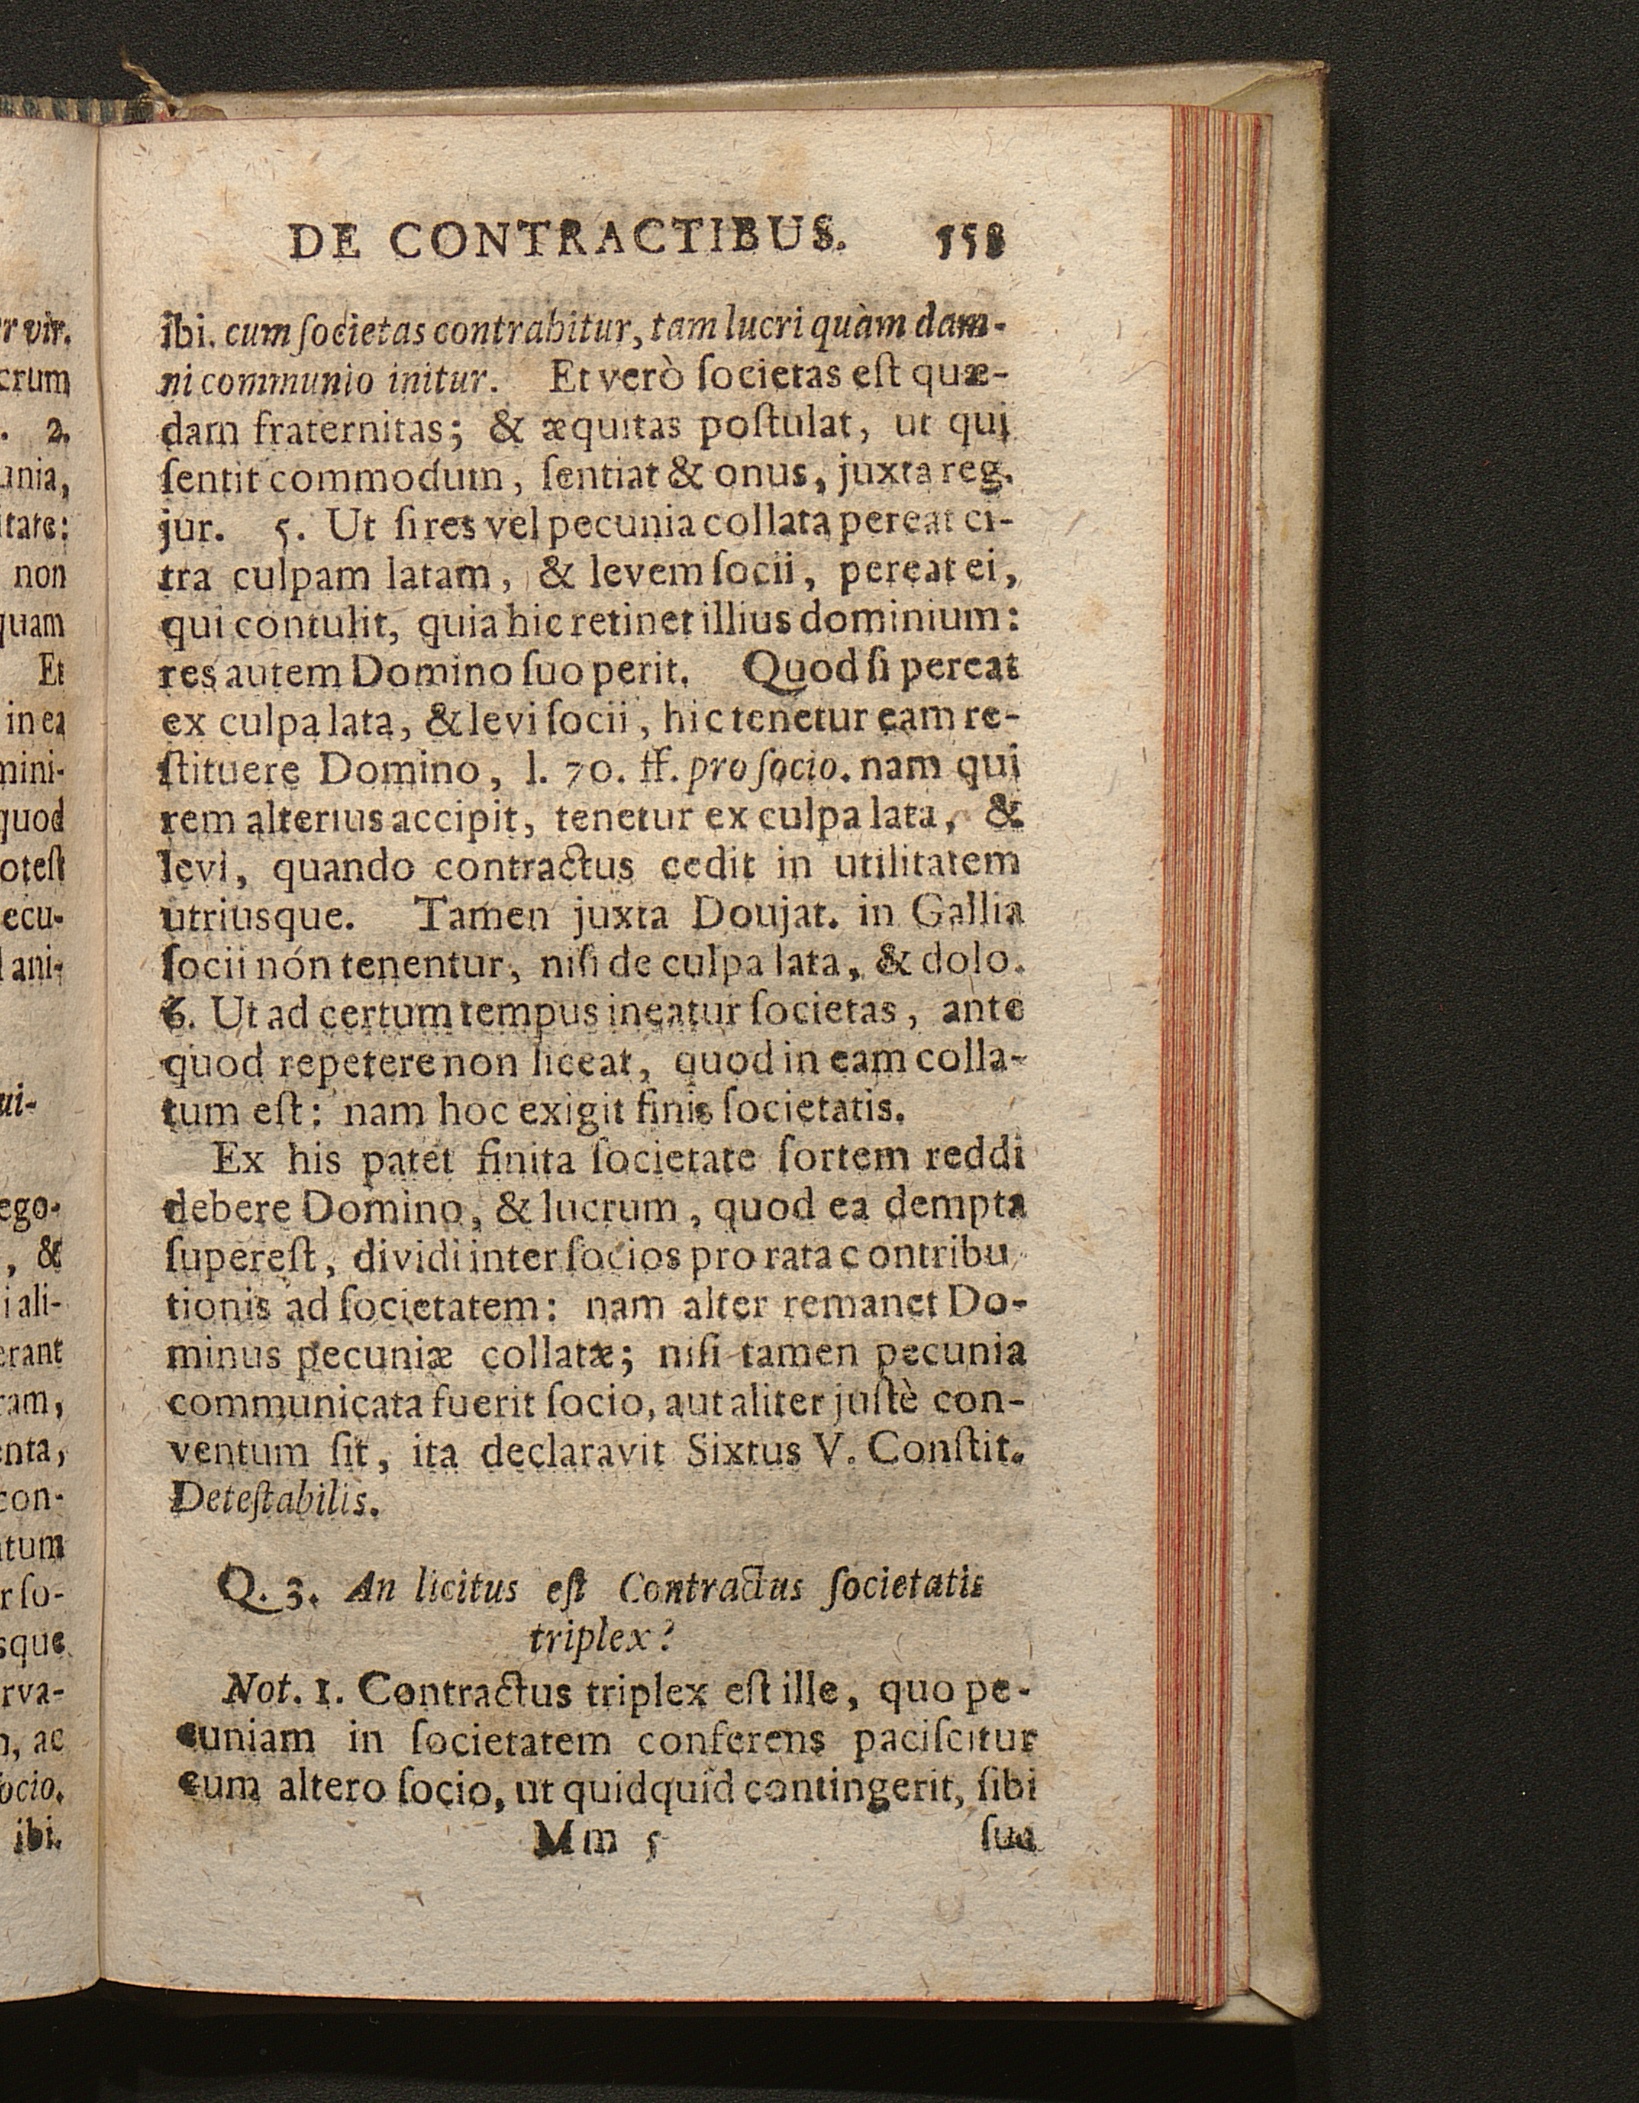 DE CONTRACTIBUS. 558
ibi. cum ſocietas contrahitur, tam lucri quàm dam-
ni communio initur. Et verò ſocietas eſt quæ-
dam fraternitas; & æquitas poſtulat, ut qui
ſentit commodum, ſentiat & onus, juxta reg.
jur. 5. Ut ſi res vel pecunia collata pereat ci-
tra culpam latam, & levem ſocii, pereat ei,
qui contulit, quia hic retinet illius dominium:
res autem Domino ſuo perit. Quod ſi pereat
ex culpa lata, & levi ſocii, hic tenetur eam re-
ſtituere Domino, l. 70. ff. pro ſocio. nam qui
rem alterius accipit, tenetur ex culpa lata, &
levi, quando contractus cedit in utilitatem
utriusque. Tamen juxta Doujat. in Gallia
ſocii non tenentur, niſi de culpa lata, & dolo.
6. Ut ad certum tempus ineatur ſocietas, ante
quod repetere non liceat, quod in eam colla-
tum eſt: nam hoc exigit finis ſocietatis.
Ex his patet finita ſocietate ſortem reddi
debere Domino, & lucrum, quod ea dempta
ſupereſt, dividi inter ſocios pro rata contribu
tionis ad ſocietatem: nam alter remanet Do-
minus pecuniæ collatæ; niſi tamen pecunia
communicata fuerit ſocio, aut aliter juſtè con-
ventum ſit, ita declaravit Sixtus V. Conſtit.
Deteſtabilis.
Q. 3. An licitus eſt Contractus ſocietatis
triplex?
Not. 1. Contractus triplex eſt ille, quo pe-
cuniam in ſocietatem conferens paciſcitur
cum altero ſocio, ut quidquid contingerit, ſibi
Mm 5 ſua